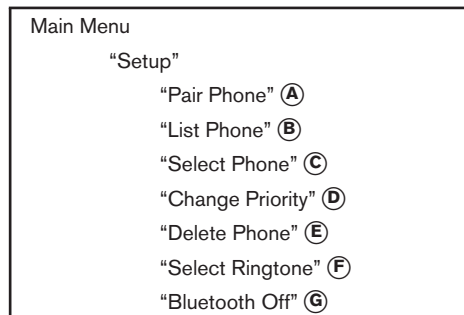 Main Menu
“Setup”
“Pair Phone” Ⓐ
“List Phone” Ⓑ
“Select Phone” Ⓒ
“Change Priority” Ⓓ
“Delete Phone” Ⓔ
“Select Ringtone” Ⓕ
“Bluetooth Off” Ⓖ